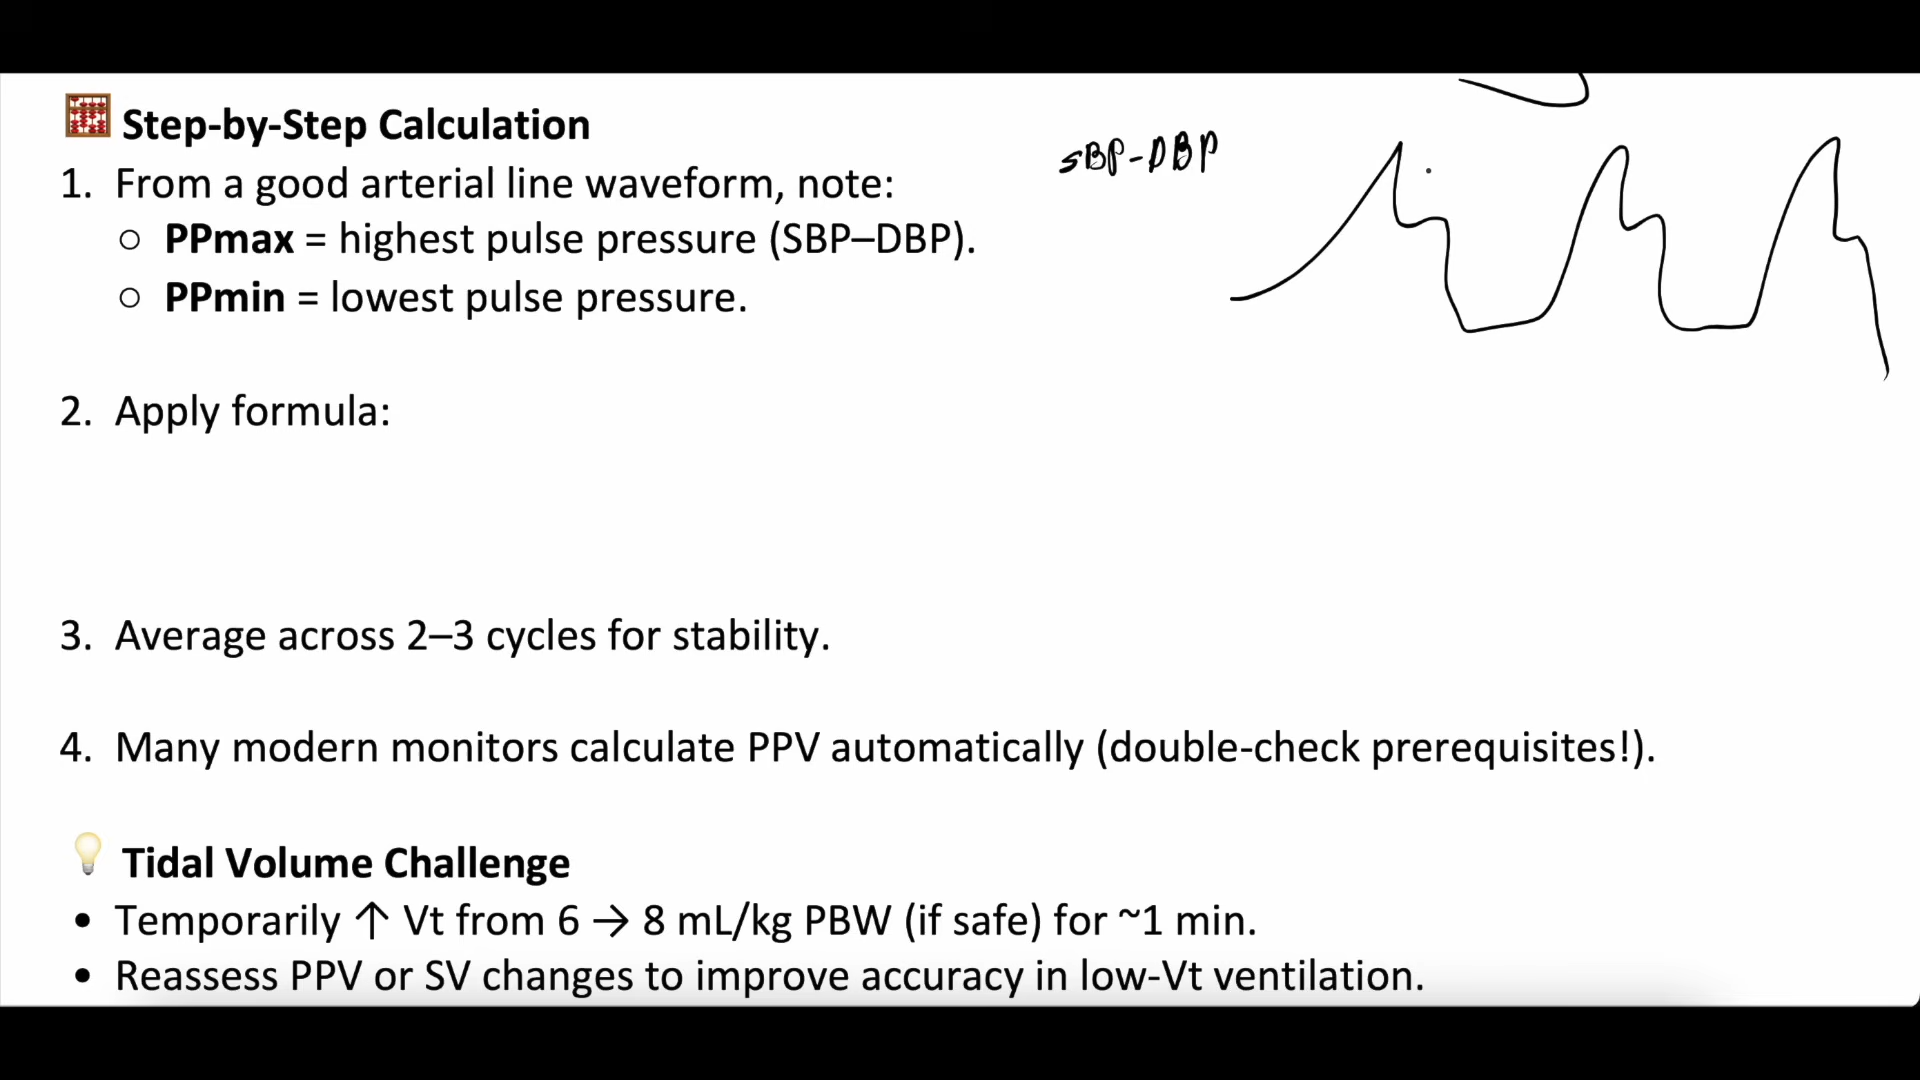 🧮 Step-by-Step Calculation
SBP-DBP
1. From a good arterial line waveform, note:
○ PPmax = highest pulse pressure (SBP–DBP).
○ PPmin = lowest pulse pressure.
2. Apply formula:
3. Average across 2–3 cycles for stability.
4. Many modern monitors calculate PPV automatically (double-check prerequisites!).
💡 Tidal Volume Challenge
• Temporarily ↑ Vt from 6 → 8 mL/kg PBW (if safe) for ~1 min.
• Reassess PPV or SV changes to improve accuracy in low-Vt ventilation.